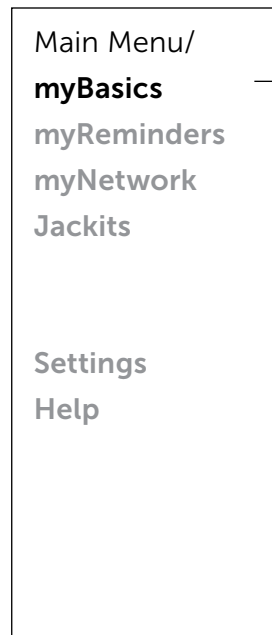 Main Menu/
myBasics
myReminders
myNetwork
Jackits
Settings
Help